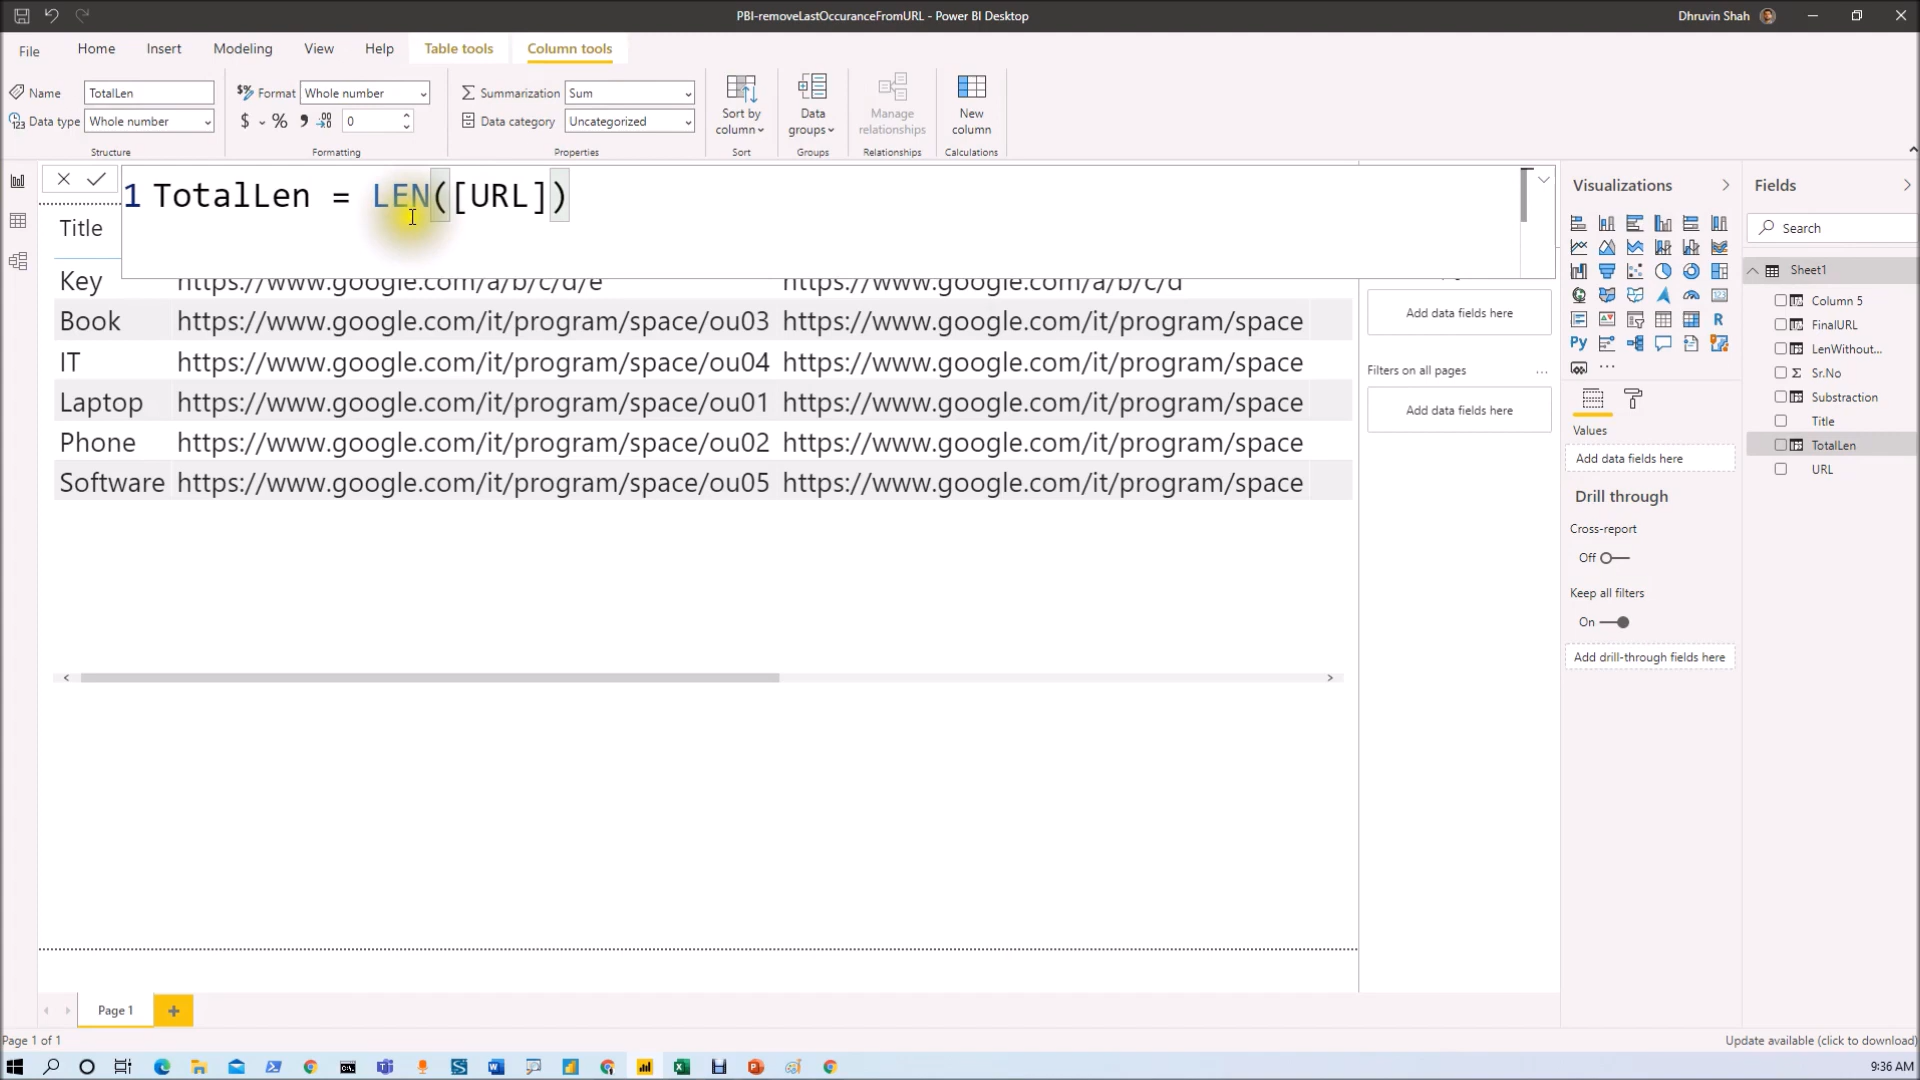 PBI-removeLastOccuranceFromURL - Power BI Desktop
Dhruvin Shah
File Home Insert Modeling View Help Table tools Column tools
Name TotalLen
Data type Whole number
Structure
Format Whole number
$ % 0
Formatting
Summarization Sum
Data category Uncategorized
Properties
Sort by column
Sort
Data groups
Groups
Manage relationships
Relationships
New column
Calculations
1 TotalLen = LEN([URL])
Title
Key https://www.google.com/a/b/c/d/e https://www.google.com/a/b/c/d
Book https://www.google.com/it/program/space/ou03 https://www.google.com/it/program/space
IT https://www.google.com/it/program/space/ou04 https://www.google.com/it/program/space
Laptop https://www.google.com/it/program/space/ou01 https://www.google.com/it/program/space
Phone https://www.google.com/it/program/space/ou02 https://www.google.com/it/program/space
Software https://www.google.com/it/program/space/ou05 https://www.google.com/it/program/space
Add data fields here
Filters on all pages ...
Add data fields here
Visualizations
R
Py
...
Values
Add data fields here
Drill through
Cross-report
Off
Keep all filters
On
Add drill-through fields here
Fields
Search
Sheet1
Column 5
FinalURL
LenWithout...
Sr.No
Substraction
Title
TotalLen
URL
Page 1
Page 1 of 1
Update available (click to download)
9:36 AM